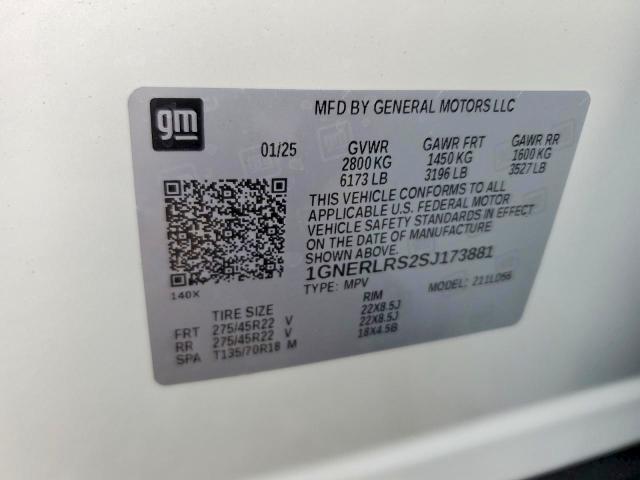 gm
MFD BY GENERAL MOTORS LLC
01/25 GVWR GAWR FRT GAWR RR
2800 KG 1450 KG 1600 KG
6173 LB 3196 LB 3527 LB
THIS VEHICLE CONFORMS TO ALL
APPLICABLE U.S. FEDERAL MOTOR
VEHICLE SAFETY STANDARDS IN EFFECT
ON THE DATE OF MANUFACTURE
SHOWN ABOVE.
1GNERLRS2SJ173881
TYPE: MPV MODEL: 211LD56
140X
TIRE SIZE RIM
FRT 275/45R22 V 22X8.5J
RR 275/45R22 V 22X8.5J
SPA T135/70R18 M 18X4.5B